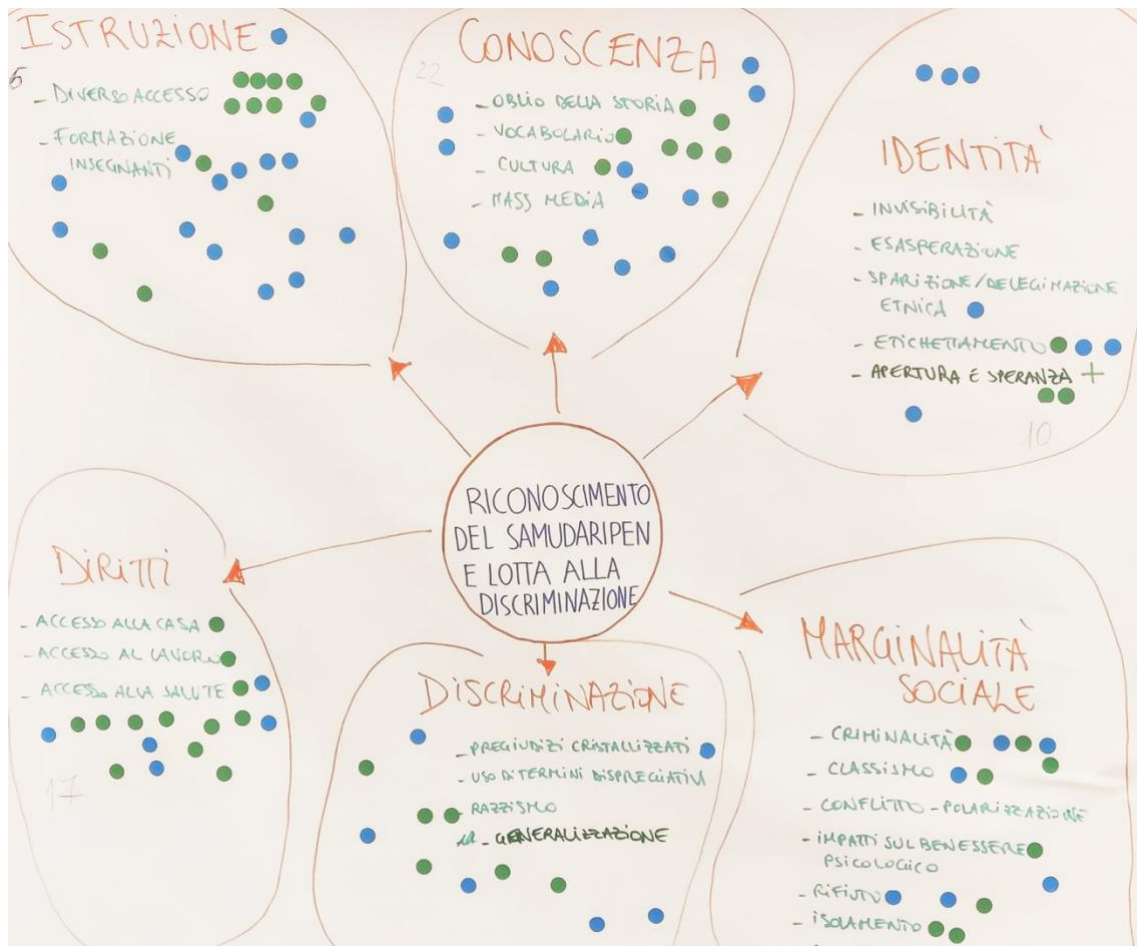 ISTRUZIONE
5
- DIVERSO ACCESSO
- FORMAZIONE
INSEGNANTI
CONOSCENZA
22
- OBLIO DELLA STORIA
- VOCABOLARIO
- CULTURA
- MASS MEDIA
IDENTITÀ
- INVISIBILITÀ
- ESASPERAZIONE
- SPARIZIONE/DELEGIMAZIONE
ETNICA
- ETICHETTAMENTO
- APERTURA E SPERANZA +
10
RICONOSCIMENTO
DEL SAMUDARIPEN
E LOTTA ALLA
DISCRIMINAZIONE
DIRITTI
- ACCESSO ALLA CASA
- ACCESSO AL LAVORO
- ACCESSO ALLA SALUTE
17
DISCRIMINAZIONE
- PREGIUDIZI CRISTALLIZZATI
- USO DI TERMINI DISPREGIATIVI
- RAZZISMO
- GENERALIZZAZIONE
MARGINALITÀ
SOCIALE
- CRIMINALITÀ
- CLASSISMO
- CONFLITTO - POLARIZZAZIONE
- IMPATTI SUL BENESSERE
PSICOLOGICO
- RIFIUTO
- ISOLAMENTO